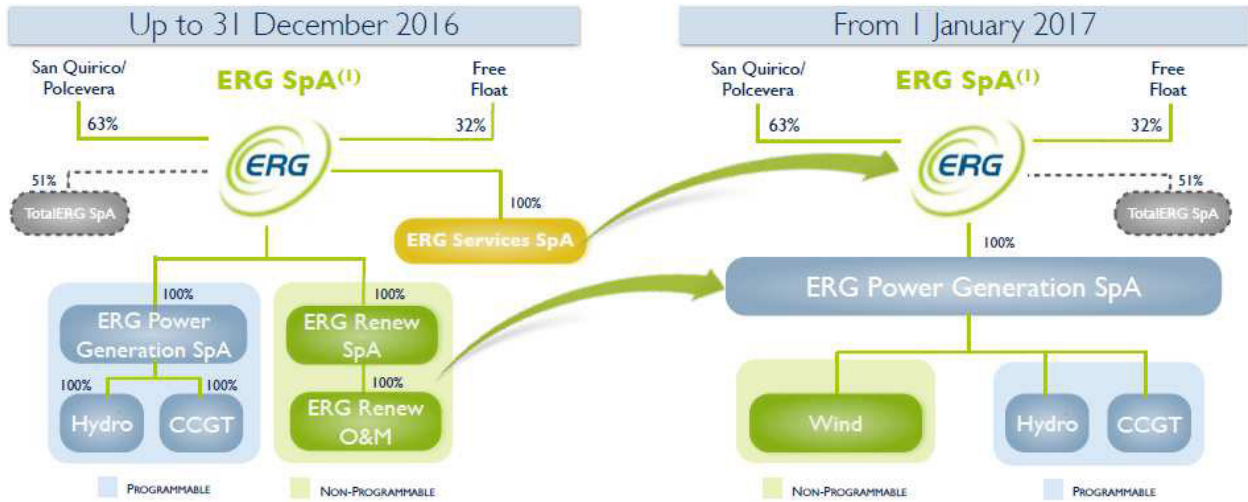 Up to 31 December 2016
San Quirico/
Polcevera
ERG SpA(1)
Free
Float
63%
32%
ERG
51%
TotalERG SpA
100%
ERG Services SpA
100%
100%
ERG Power
Generation SpA
ERG Renew
SpA
100%
100%
100%
Hydro
CCGT
ERG Renew
O&M
PROGRAMMABLE
NON-PROGRAMMABLE
From 1 January 2017
San Quirico/
Polcevera
ERG SpA(1)
Free
Float
63%
32%
ERG
51%
TotalERG SpA
100%
ERG Power Generation SpA
Wind
Hydro
CCGT
NON-PROGRAMMABLE
PROGRAMMABLE